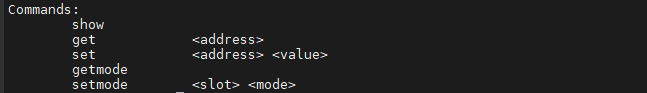 Commands:
show
get <address>
set <address> <value>
getmode
setmode <slot> <mode>